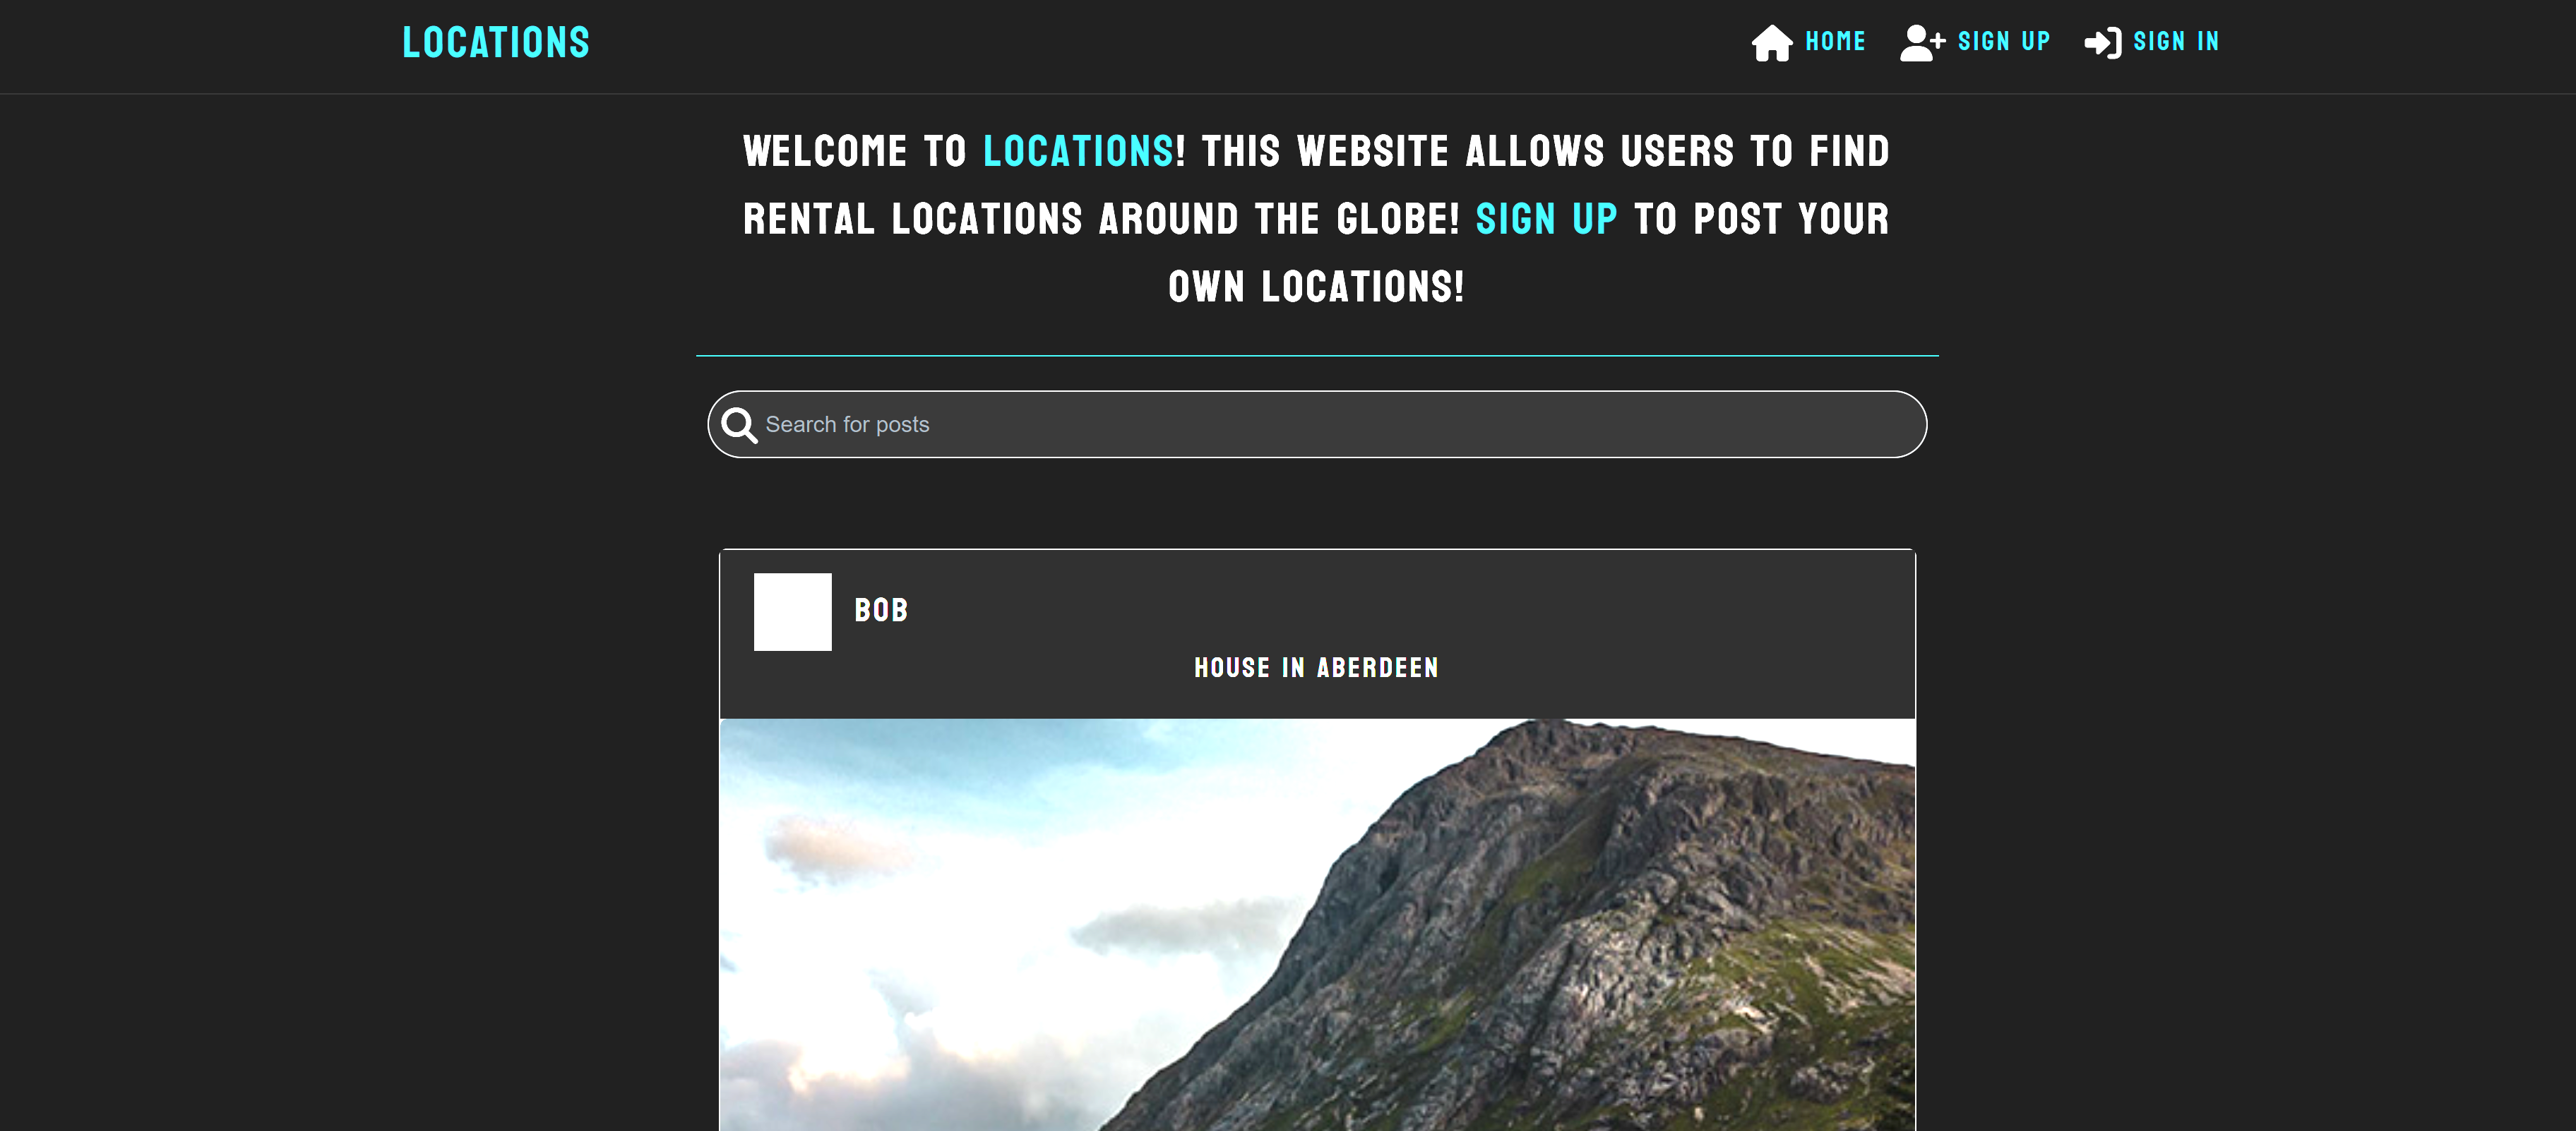 LOCATIONS
HOME
SIGN UP
SIGN IN
WELCOME TO LOCATIONS! THIS WEBSITE ALLOWS USERS TO FIND
RENTAL LOCATIONS AROUND THE GLOBE! SIGN UP TO POST YOUR
OWN LOCATIONS!
Search for posts
BOB
HOUSE IN ABERDEEN